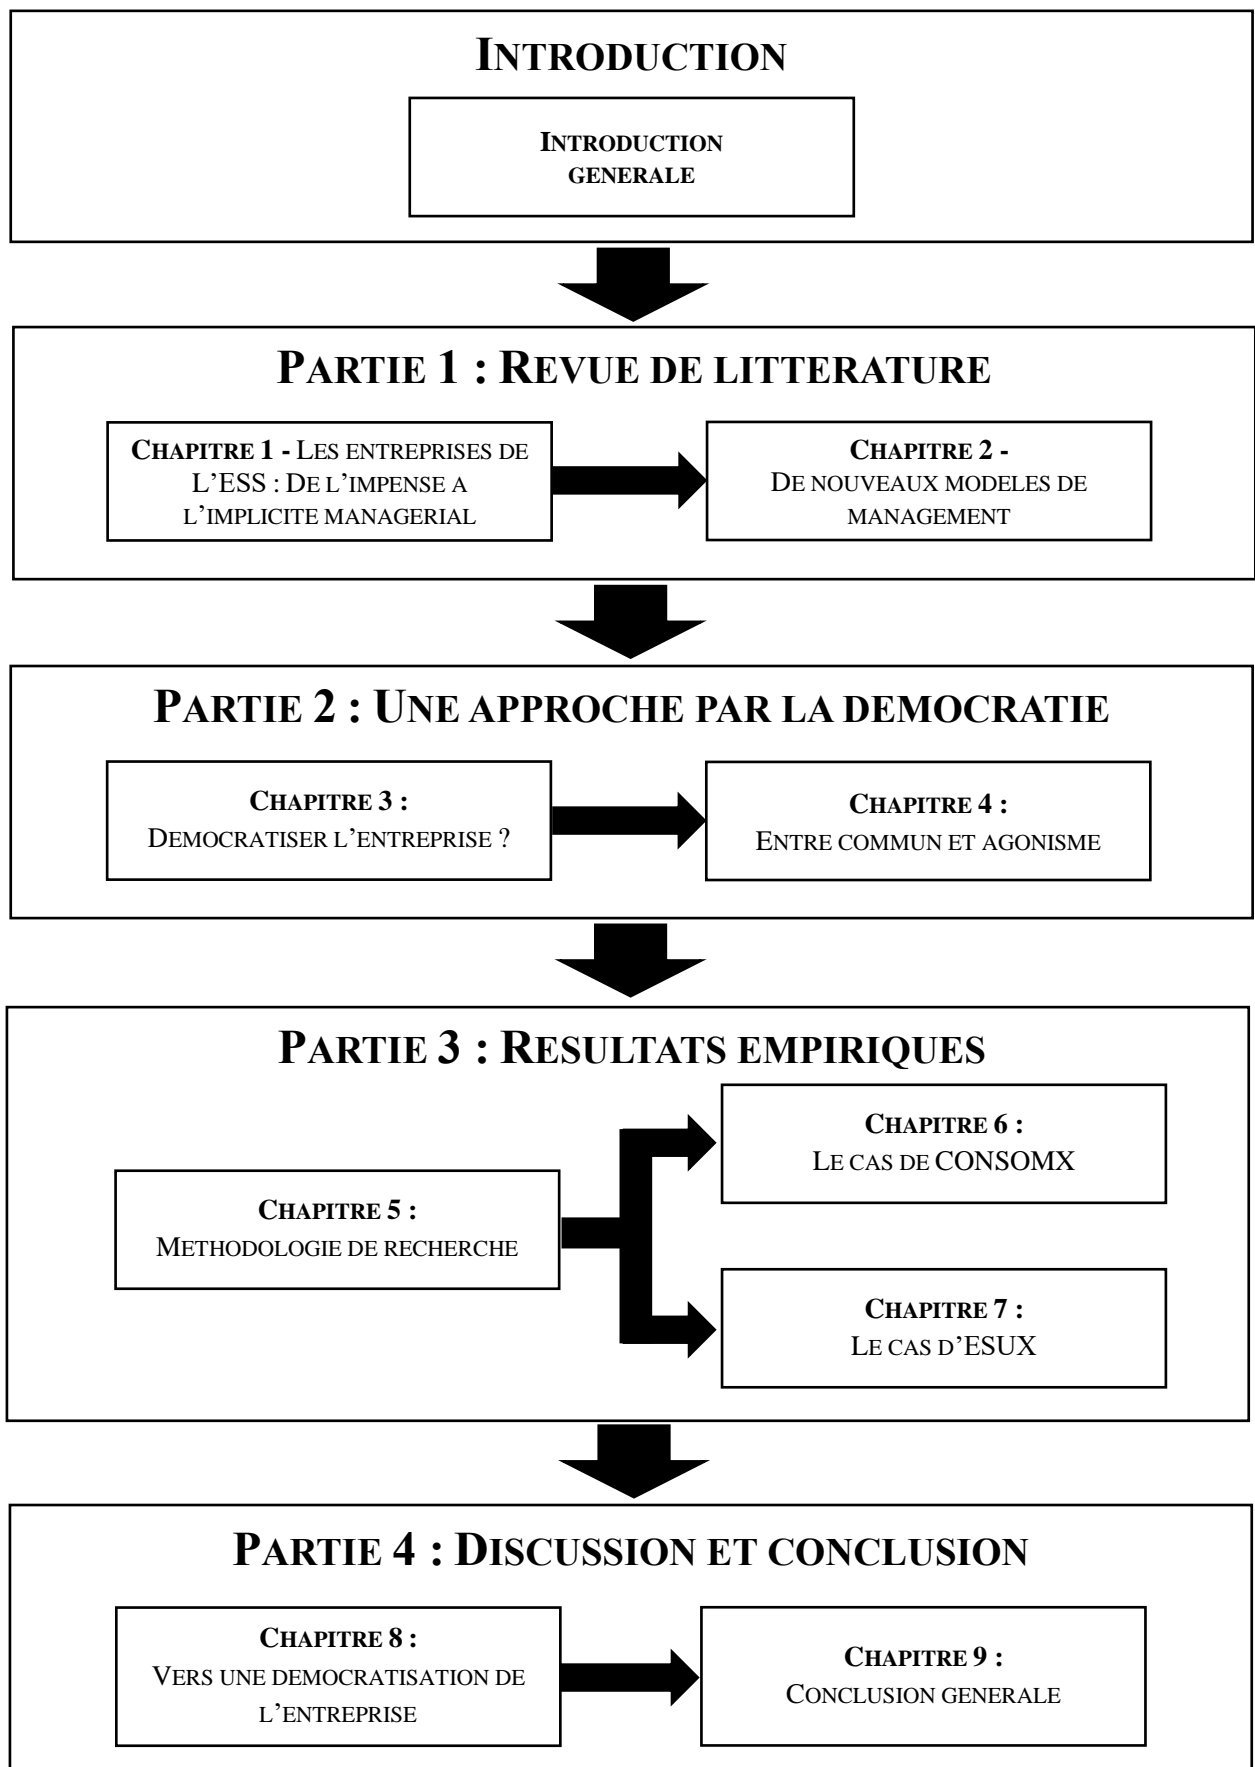 INTRODUCTION
INTRODUCTION
GENERALE
PARTIE 1 : REVUE DE LITTERATURE
CHAPITRE 1 - LES ENTREPRISES DE
L'ESS : DE L'IMPENSE A
L'IMPLICITE MANAGERIAL
CHAPITRE 2 -
DE NOUVEAUX MODELES DE
MANAGEMENT
PARTIE 2 : UNE APPROCHE PAR LA DEMOCRATIE
CHAPITRE 3 :
DEMOCRATISER L'ENTREPRISE ?
CHAPITRE 4 :
ENTRE COMMUN ET AGONISME
PARTIE 3 : RESULTATS EMPIRIQUES
CHAPITRE 5 :
METHODOLOGIE DE RECHERCHE
CHAPITRE 6 :
LE CAS DE CONSOMX
CHAPITRE 7 :
LE CAS D'ESUX
PARTIE 4 : DISCUSSION ET CONCLUSION
CHAPITRE 8 :
VERS UNE DEMOCRATISATION DE
L'ENTREPRISE
CHAPITRE 9 :
CONCLUSION GENERALE